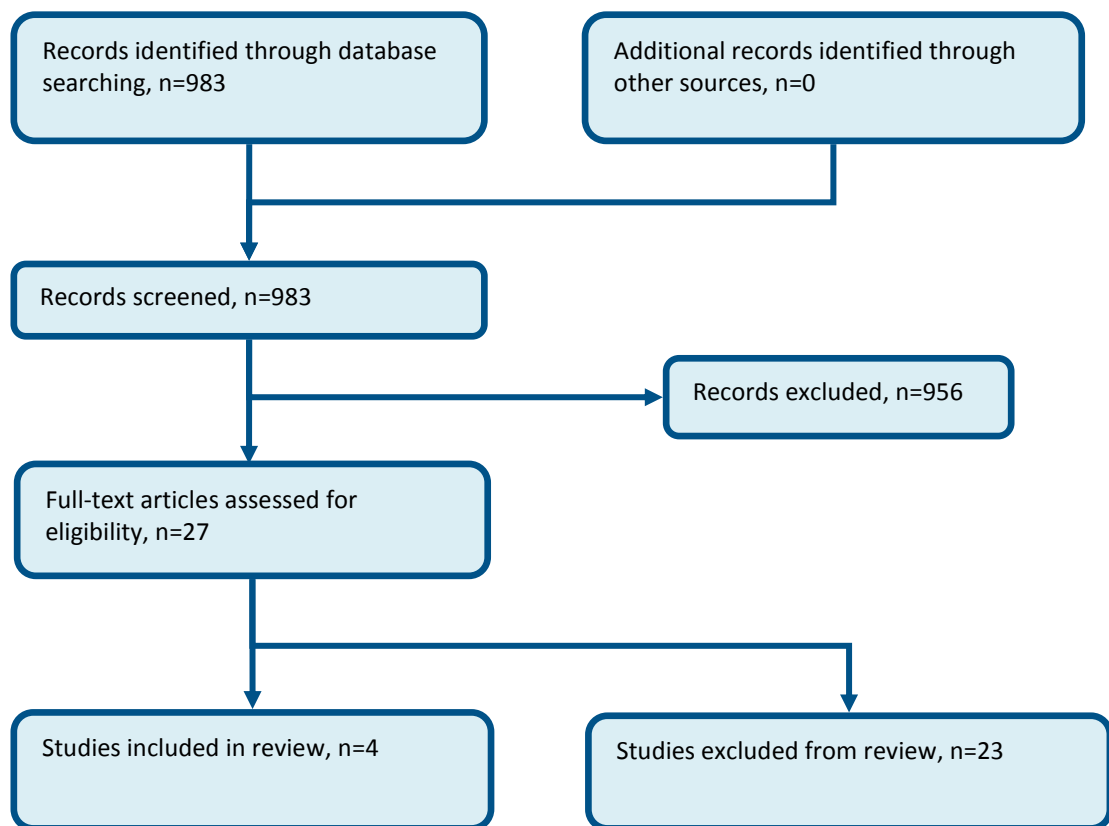 Records identified through database
searching, n=983
Additional records identified through
other sources, n=0
Records screened, n=983
Records excluded, n=956
Full-text articles assessed for
eligibility, n=27
Studies included in review, n=4
Studies excluded from review, n=23